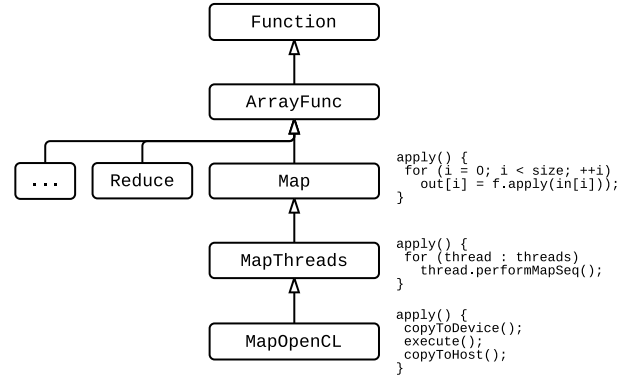 Function
ArrayFunc
...
Reduce
Map
apply() {
for (i = 0; i < size; ++i)
out[i] = f.apply(in[i]));
}
MapThreads
apply() {
for (thread : threads)
thread.performMapSeq();
}
MapOpenCL
apply() {
copyToDevice();
execute();
copyToHost();
}